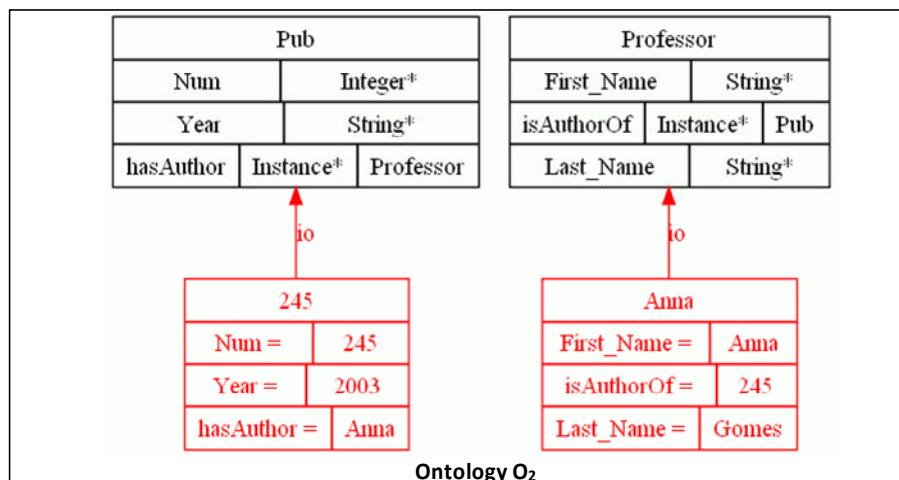 Pub
Num Integer*
Year String*
hasAuthor Instance* Professor
Professor
First_Name String*
isAuthorOf Instance* Pub
Last_Name String*
io
io
245
Num = 245
Year = 2003
hasAuthor = Anna
Anna
First_Name = Anna
isAuthorOf = 245
Last_Name = Gomes
Ontology O₂